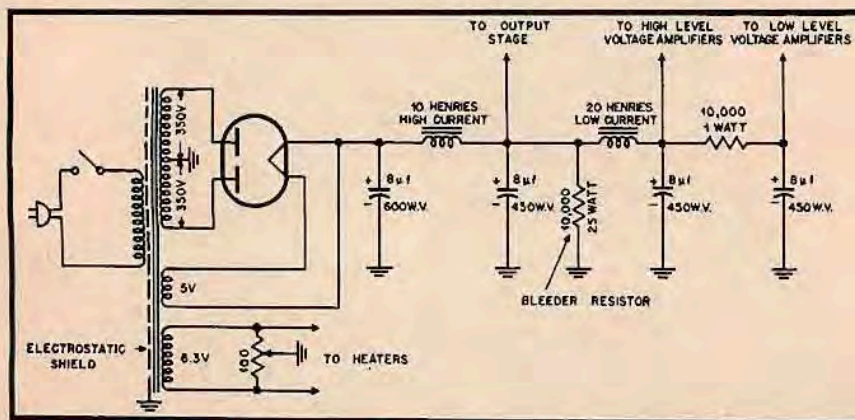 TO OUTPUT
STAGE
TO HIGH LEVEL
VOLTAGE AMPLIFIERS
TO LOW LEVEL
VOLTAGE AMPLIFIERS
350V
350V
10 HENRIES
HIGH CURRENT
20 HENRIES
LOW CURRENT
10,000
1 WATT
+ 8µf
- 600W.V.
+ 8µf
- 450W.V.
10,000
25 WATT
+ 8µf
- 450W.V.
+ 8µf
- 450W.V.
5V
BLEEDER RESISTOR
ELECTROSTATIC
SHIELD
6.3V
100
TO HEATERS